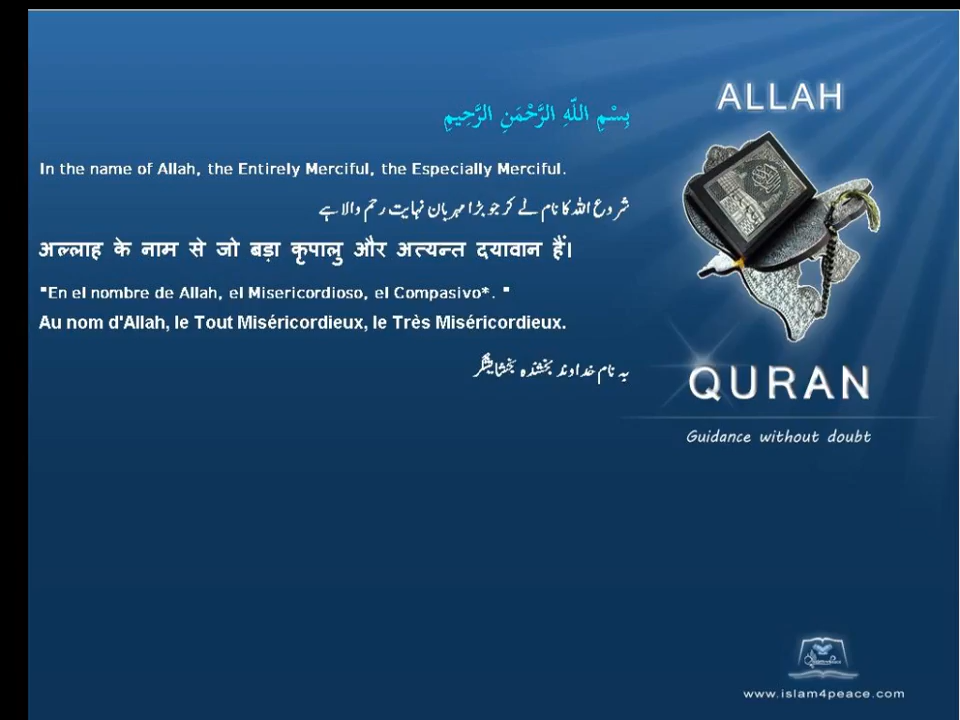 بِسْمِ اللَّهِ الرَّحْمَنِ الرَّحِيمِ
In the name of Allah, the Entirely Merciful, the Especially Merciful.
شروع الله کا نام لے کر جو بڑا مہربان نہایت رحم والا ہے
अल्लाह के नाम से जो बड़ा कृपालु और अत्यन्त दयावान हैं।
"En el nombre de Allah, el Misericordioso, el Compasivo*. "
Au nom d'Allah, le Tout Miséricordieux, le Très Miséricordieux.
به نام خداوند بخشنده بخشایشگر
ALLAH
QURAN
Guidance without doubt
www.islam4peace.com